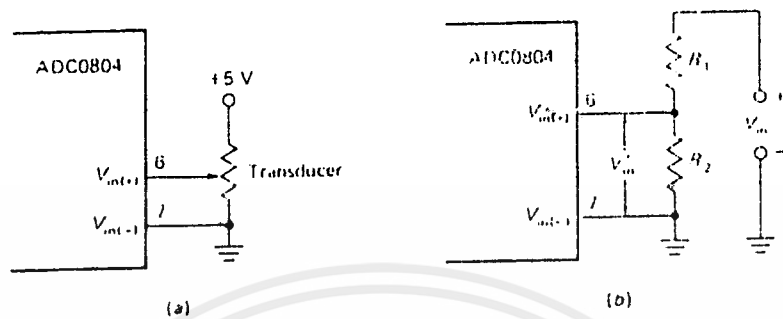 ADC0804
+5 V
6
Vin(+)
Transducer
7
Vin(-)
(a)
ADC0804
R1
6
Vin(+)
+
Vin
Vin
R2
-
7
Vin(-)
(b)